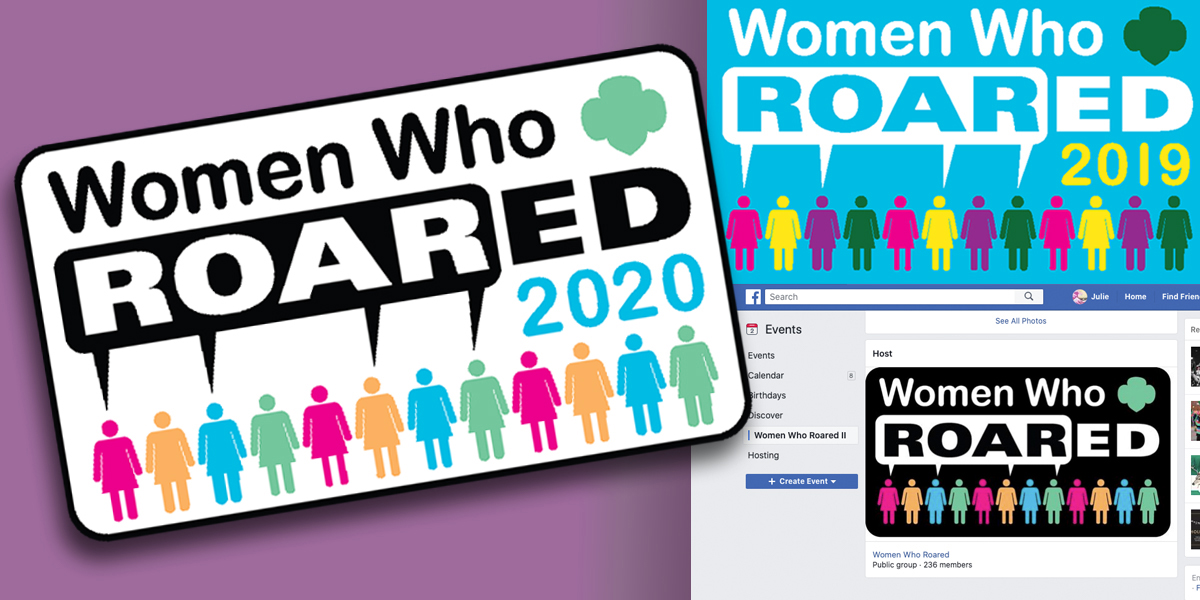 Women Who
ROARED
2020
Women Who
ROARED
2019
Search
Julie
Home
Find Frien
See All Photos
2
Events
Events
Calendar
8
Birthdays
Discover
Women Who Roared II
Hosting
+ Create Event
Host
Women Who
ROARED
Women Who Roared
Public group · 236 members
Re